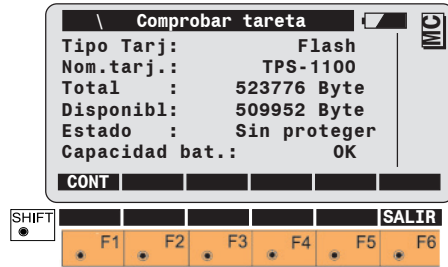 \ Comprobar tareta
MC
Tipo Tarj: Flash
Nom.tarj.: TPS-1100
Total : 523776 Byte
Disponibl: 509952 Byte
Estado : Sin proteger
Capacidad bat.: OK
CONT
SHIFT SALIR
F1 F2 F3 F4 F5 F6